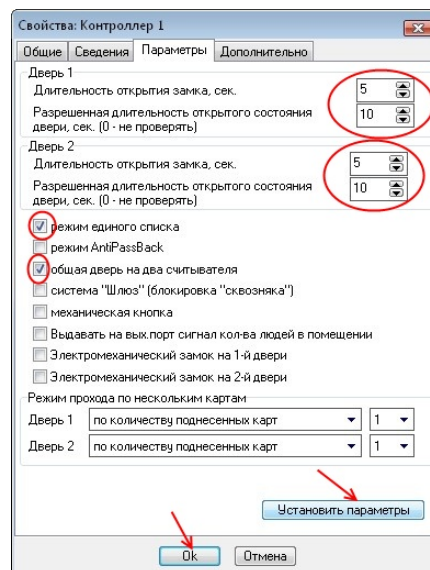 Свойства: Контроллер 1
Общие Сведения Параметры Дополнительно
Дверь 1
Длительность открытия замка, сек. 5
Разрешенная длительность открытого состояния
двери, сек. (0 - не проверять) 10
Дверь 2
Длительность открытия замка, сек. 5
Разрешенная длительность открытого состояния
двери, сек. (0 - не проверять) 10
режим единого списка
режим AntiPassBack
общая дверь на два считывателя
система "Шлюз" (блокировка "сквозняка")
механическая кнопка
Выдавать на вых.порт сигнал кол-ва людей в помещении
Электромеханический замок на 1-й двери
Электромеханический замок на 2-й двери
Режим прохода по нескольким картам
Дверь 1 по количеству поднесенных карт 1
Дверь 2 по количеству поднесенных карт 1
Установить параметры
Ok Отмена